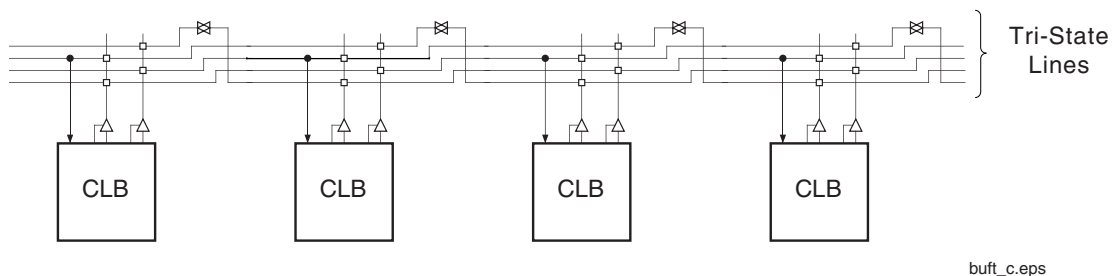 Tri-State
Lines
CLB
CLB
CLB
CLB
buft_c.eps